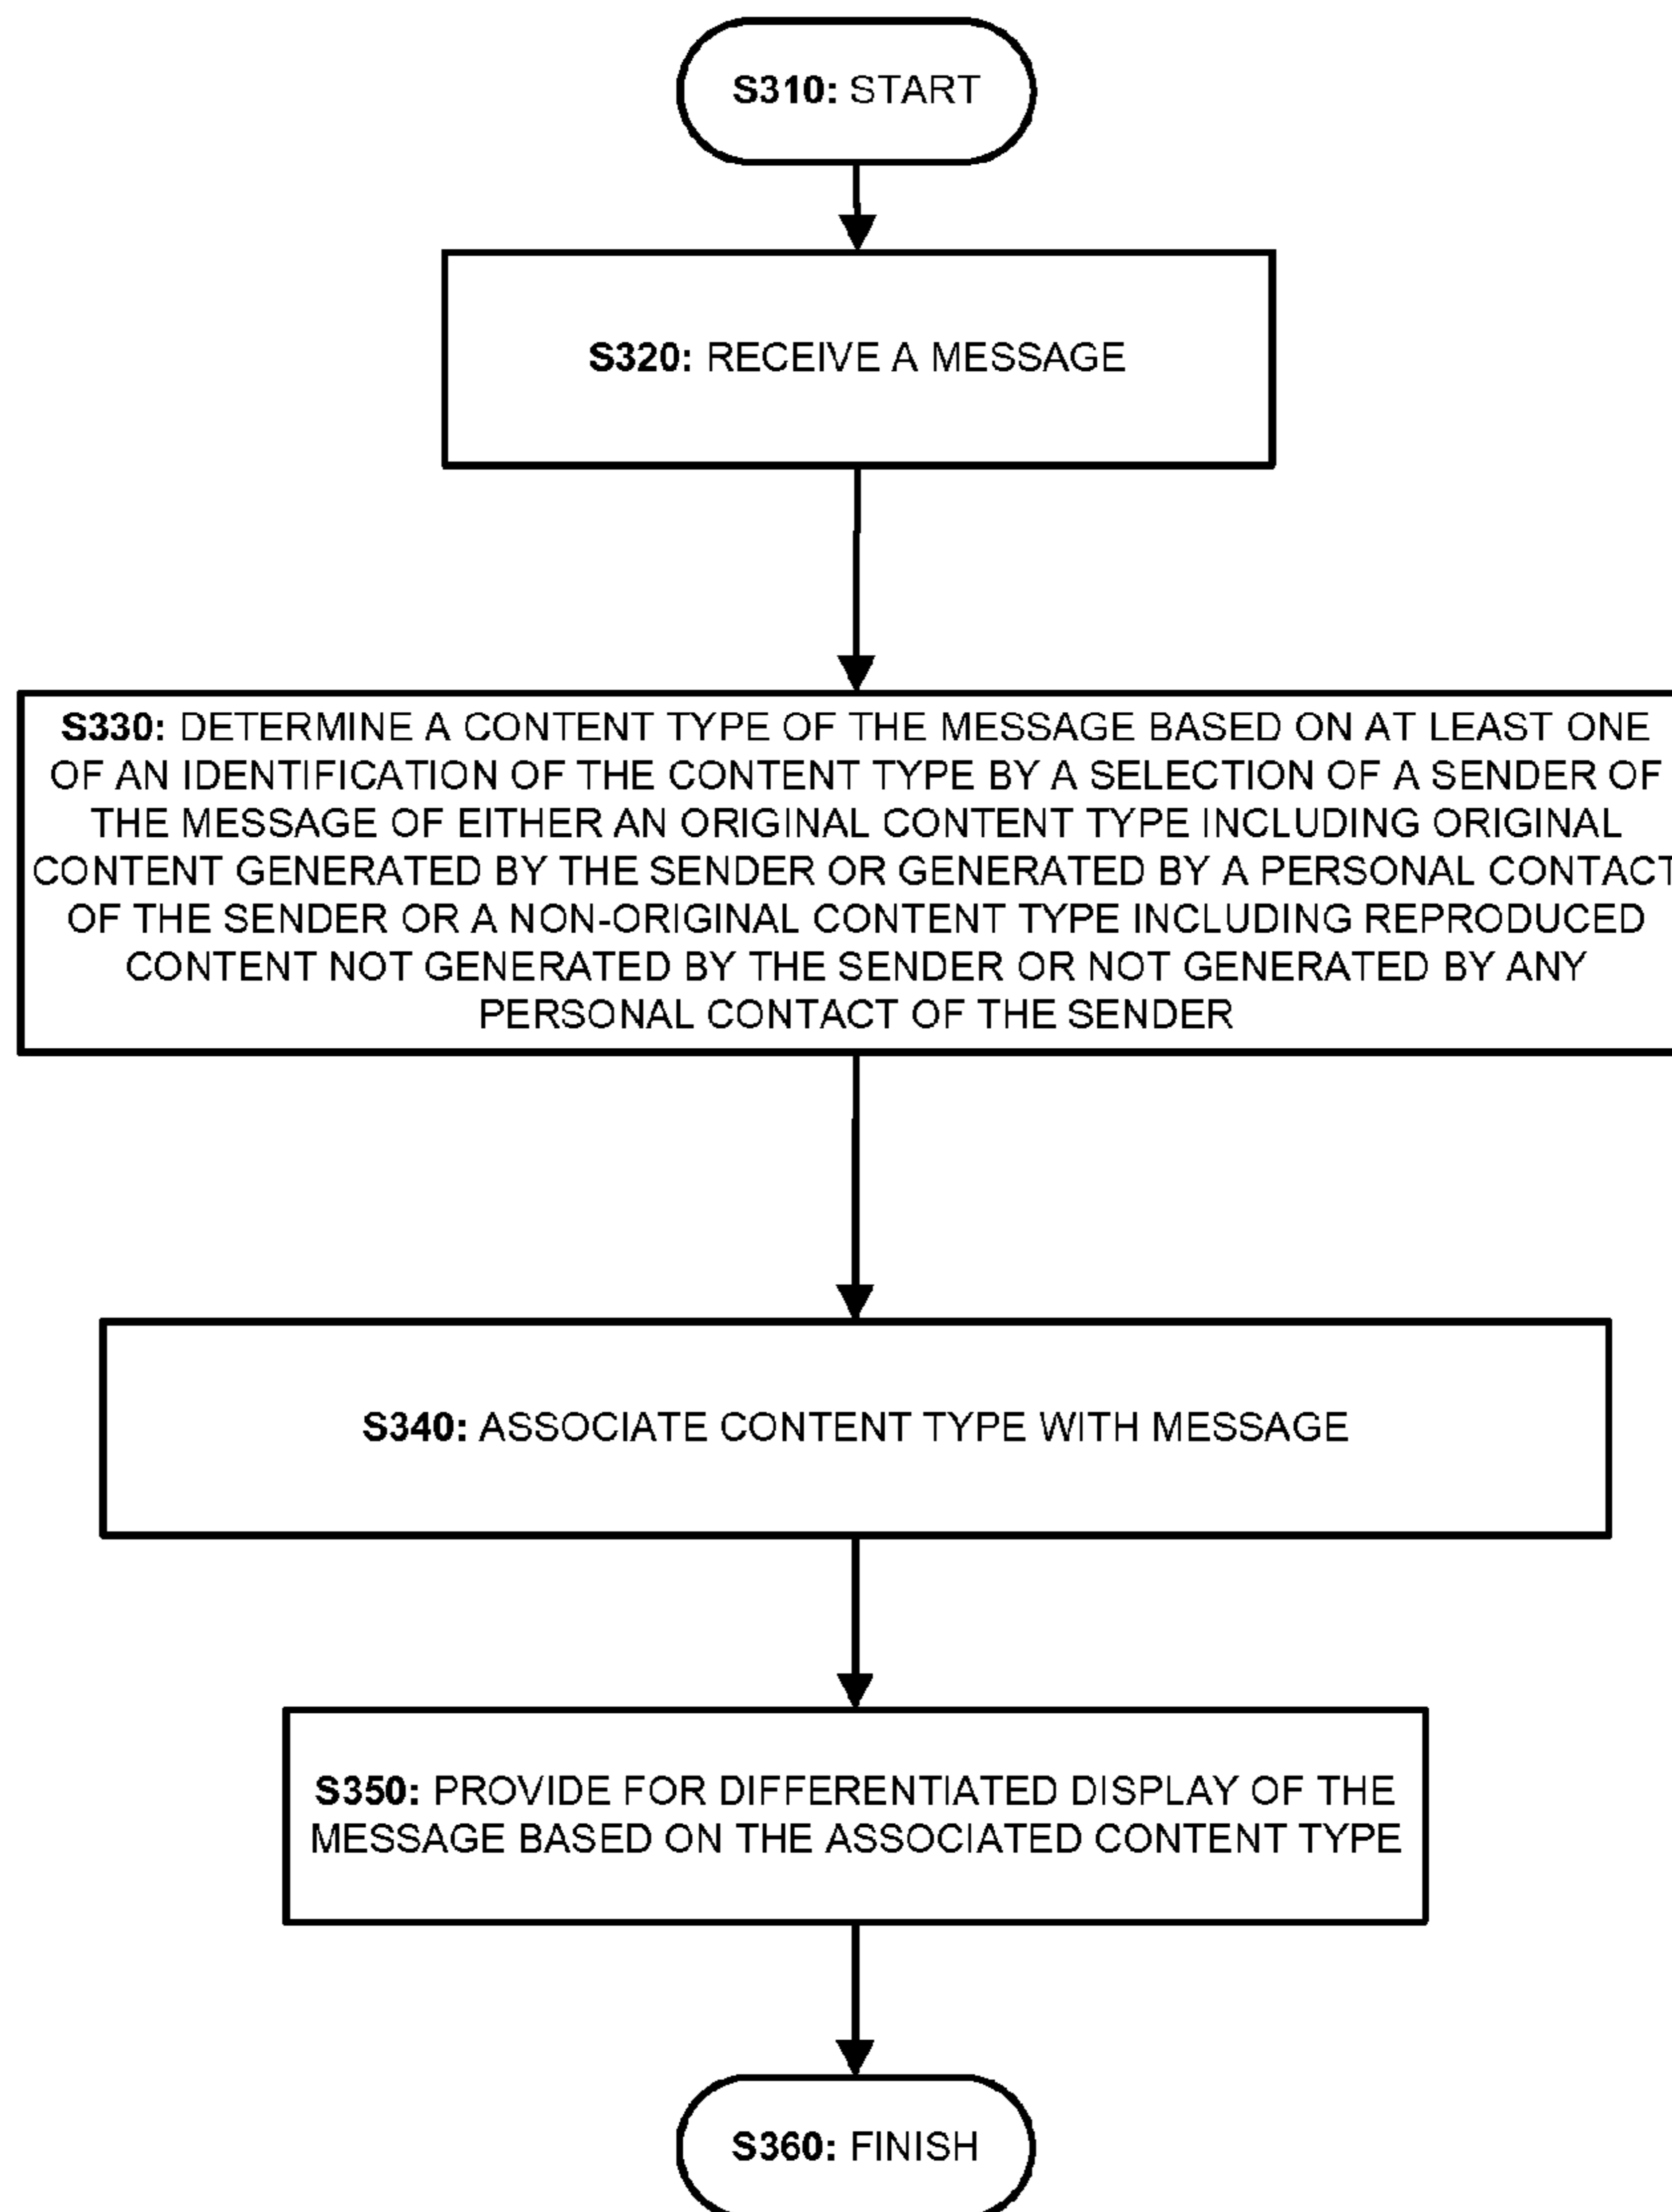 S310: START
S320: RECEIVE A MESSAGE
S330: DETERMINE A CONTENT TYPE OF THE MESSAGE BASED ON AT LEAST ONE
OF AN IDENTIFICATION OF THE CONTENT TYPE BY A SELECTION OF A SENDER OF
THE MESSAGE OF EITHER AN ORIGINAL CONTENT TYPE INCLUDING ORIGINAL
CONTENT GENERATED BY THE SENDER OR GENERATED BY A PERSONAL CONTACT
OF THE SENDER OR A NON-ORIGINAL CONTENT TYPE INCLUDING REPRODUCED
CONTENT NOT GENERATED BY THE SENDER OR NOT GENERATED BY ANY
PERSONAL CONTACT OF THE SENDER
S340: ASSOCIATE CONTENT TYPE WITH MESSAGE
S350: PROVIDE FOR DIFFERENTIATED DISPLAY OF THE
MESSAGE BASED ON THE ASSOCIATED CONTENT TYPE
S360: FINISH